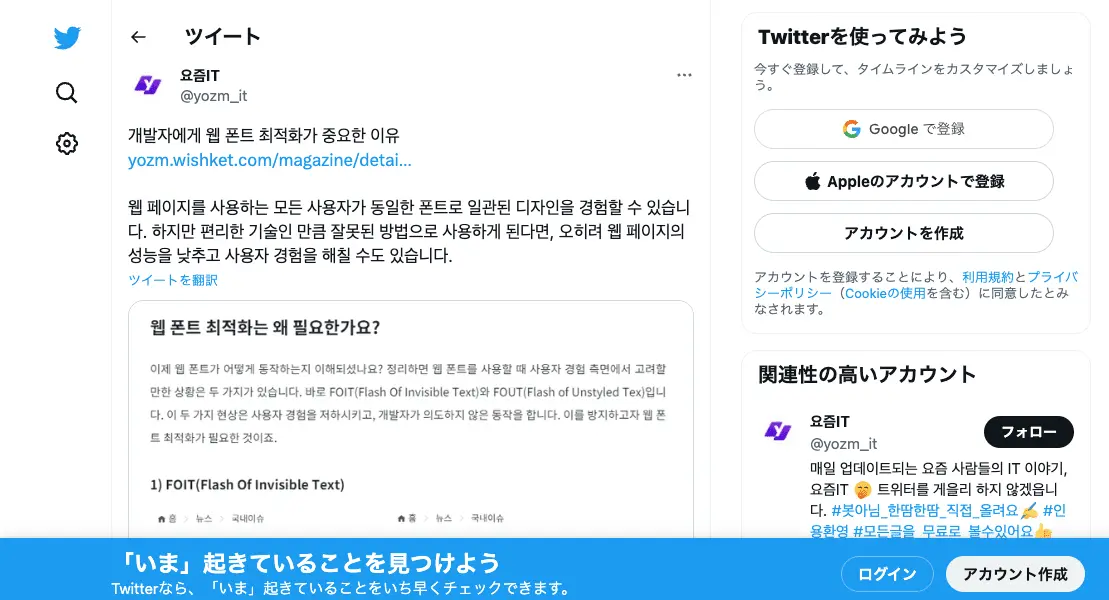 ツイート
요즘IT
@yozm_it
개발자에게 웹 폰트 최적화가 중요한 이유
yozm.wishket.com/magazine/detai...
웹 페이지를 사용하는 모든 사용자가 동일한 폰트로 일관된 디자인을 경험할 수 있습니
다. 하지만 편리한 기술인 만큼 잘못된 방법으로 사용하게 된다면, 오히려 웹 페이지의
성능을 낮추고 사용자 경험을 해칠 수도 있습니다.
ツイートを翻訳
웹 폰트 최적화는 왜 필요한가요?
이제 웹 폰트가 어떻게 동작하는지 이해되셨나요? 정리하면 웹 폰트를 사용할 때 사용자 경험 측면에서 고려할
만한 상황은 두 가지가 있습니다. 바로 FOIT(Flash Of Invisible Text)와 FOUT(Flash of Unstyled Tex)입니
다. 이 두 가지 현상은 사용자 경험을 저하시키고, 개발자가 의도하지 않은 동작을 합니다. 이를 방지하고자 웹 폰
트 최적화가 필요한 것이죠.
1) FOIT(Flash Of Invisible Text)
홈 > 뉴스 > 국내이슈
홈 > 뉴스 > 국내이슈
Twitterを使ってみよう
今すぐ登録して、タイムラインをカスタマイズしましょ
う。
Google で登録
Appleのアカウントで登録
アカウントを作成
アカウントを登録することにより、利用規約とプライバ
シーポリシー（Cookieの使用を含む）に同意したとみ
なされます。
関連性の高いアカウント
요즘IT
@yozm_it
フォロー
매일 업데이트되는 요즘 사람들의 IT 이야기,
요즘IT 🤭 트위터를 게을리 하지 않겠읍니
다. #봇아님_한땀한땀_직접_올려요✍️ #인
용환영 #모든글을_무료로_볼수있어요👍
「いま」起きていることを見つけよう
Twitterなら、「いま」起きていることをいち早くチェックできます。
ログイン
アカウント作成